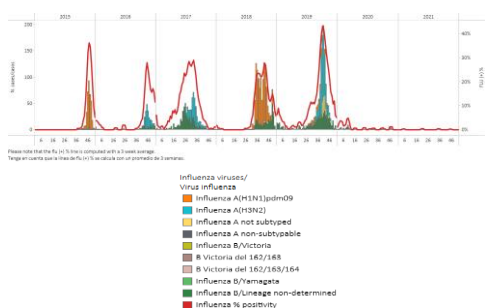 2015 2016 2017 2018 2019 2020 2021
200
150
100
50
0
40%
30%
20%
10%
0%
Please note that the flu (+) % line is computed with a 3 week average.
Tenga en cuenta que la línea de flu (+) % se calcula con un promedio de 3 semanas.
Influenza viruses/
Virus influenza
Influenza A(H1N1)pdm09
Influenza A(H3N2)
Influenza A not subtyped
Influenza A non-subtypable
Influenza B/Victoria
B Victoria del 162/163
B Victoria del 162/163/164
Influenza B/Yamagata
Influenza B/Lineage non-determined
Influenza % positivity